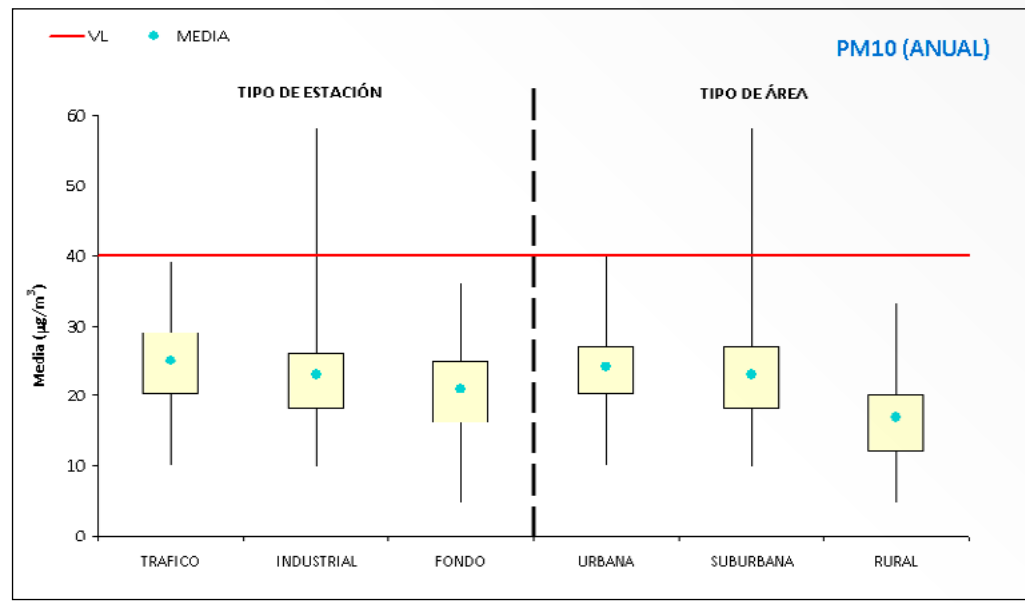 VL MEDIA
PM10 (ANUAL)
TIPO DE ESTACIÓN TIPO DE ÁREA
60
50
40
30
20
10
0
Media (µg/m³)
TRAFICO INDUSTRIAL FONDO URBANA SUBURBANA RURAL